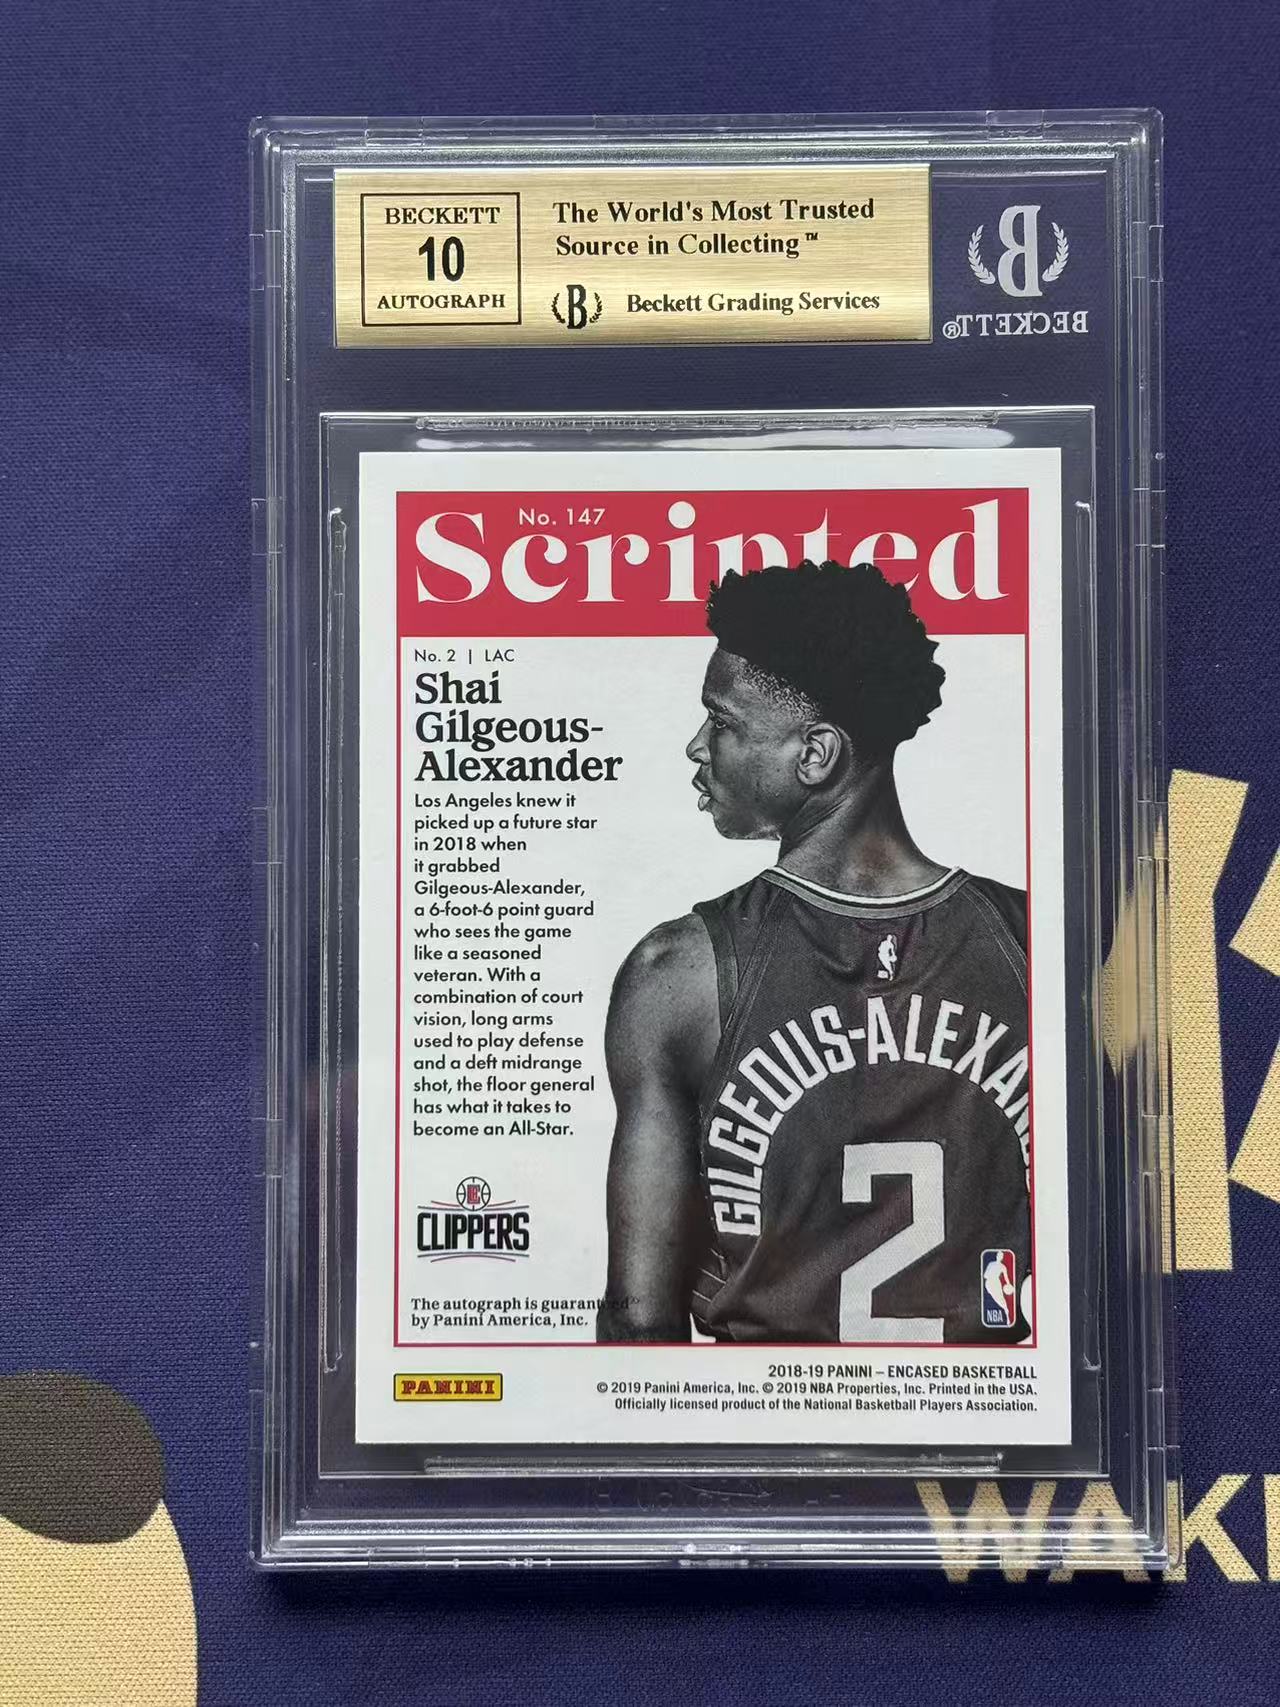 BECKETT
10
AUTOGRAPH
The World's Most Trusted
Source in Collecting™
B
Beckett Grading Services
B
BECKETT®
No. 147
Scripted
No. 2 | LAC
Shai
Gilgeous-
Alexander
Los Angeles knew it
picked up a future star
in 2018 when
it grabbed
Gilgeous-Alexander,
a 6-foot-6 point guard
who sees the game
like a seasoned
veteran. With a
combination of court
vision, long arms
used to play defense
and a deft midrange
shot, the floor general
has what it takes to
become an All-Star.
GILGEOUS-ALEXAN
2
CLIPPERS
NBA
The autograph is guaranteed
by Panini America, Inc.
PANINI
2018-19 PANINI – ENCASED BASKETBALL
© 2019 Panini America, Inc. © 2019 NBA Properties, Inc. Printed in the USA.
Officially licensed product of the National Basketball Players Association.
WAK